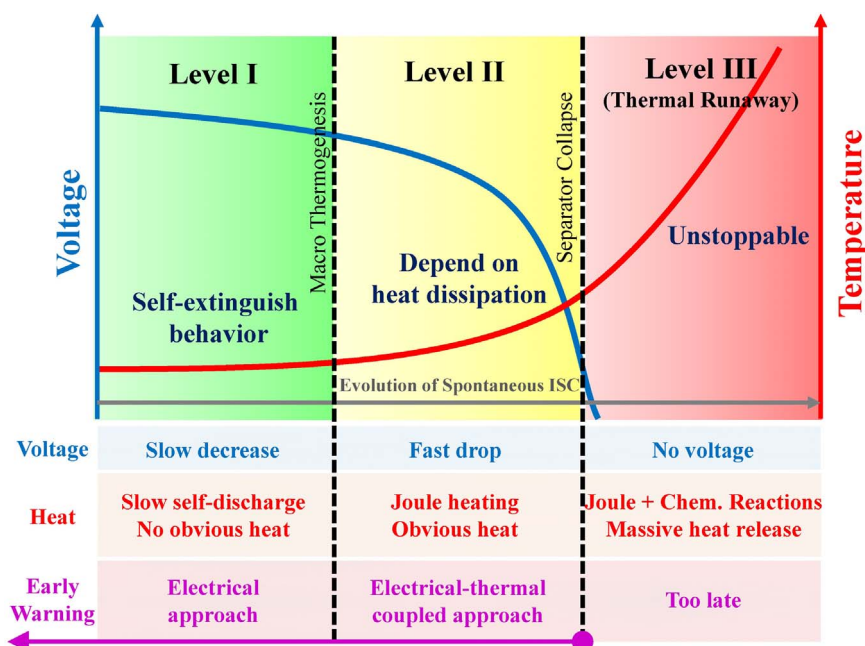 Level I
Level II
Level III
(Thermal Runaway)
Voltage
Macro Thermogenesis
Separator Collapse
Temperature
Self-extinguish
behavior
Depend on
heat dissipation
Unstoppable
Evolution of Spontaneous ISC
Voltage
Slow decrease
Fast drop
No voltage
Heat
Slow self-discharge
No obvious heat
Joule heating
Obvious heat
Joule + Chem. Reactions
Massive heat release
Early
Warning
Electrical
approach
Electrical-thermal
coupled approach
Too late